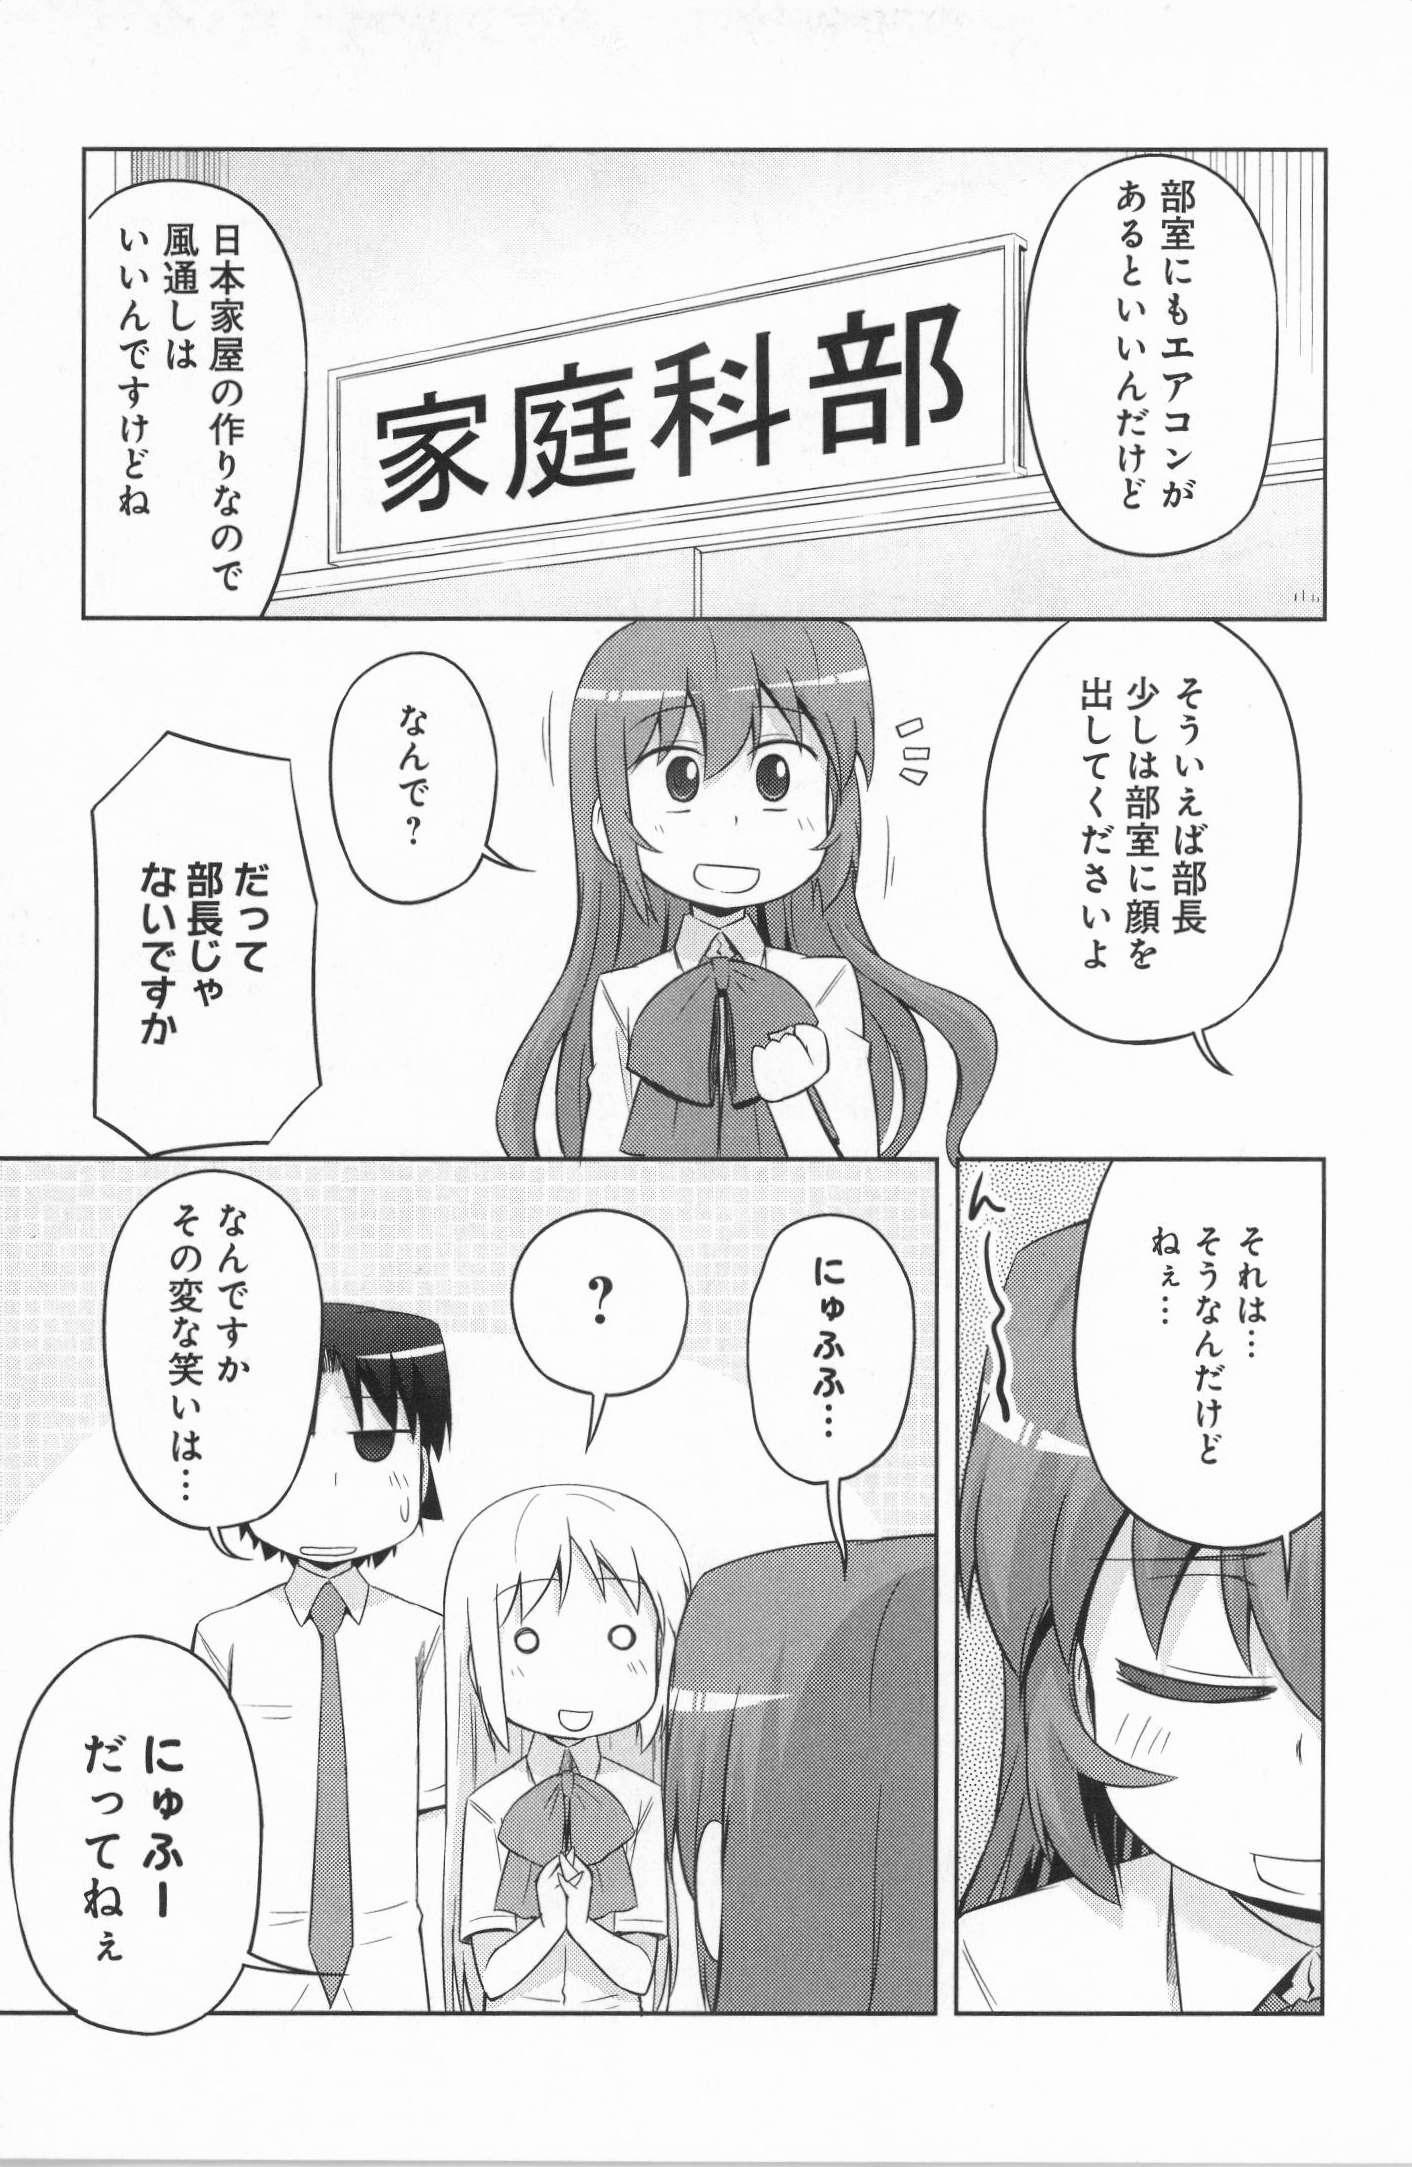 部室にもエアコンが
あるといいんだけど
家庭科部
日本家屋の作りなので
風通しは
いいんですけどね
そういえば部長
少しは部室に顔を
出してくださいよ
なんで?
だって
部長じゃ
ないですか
それは…
そうなんだけど
ねぇ…
ん〜
にゅふふ…
?
なんですか
その変な笑いは…
にゅふー
だってねぇ